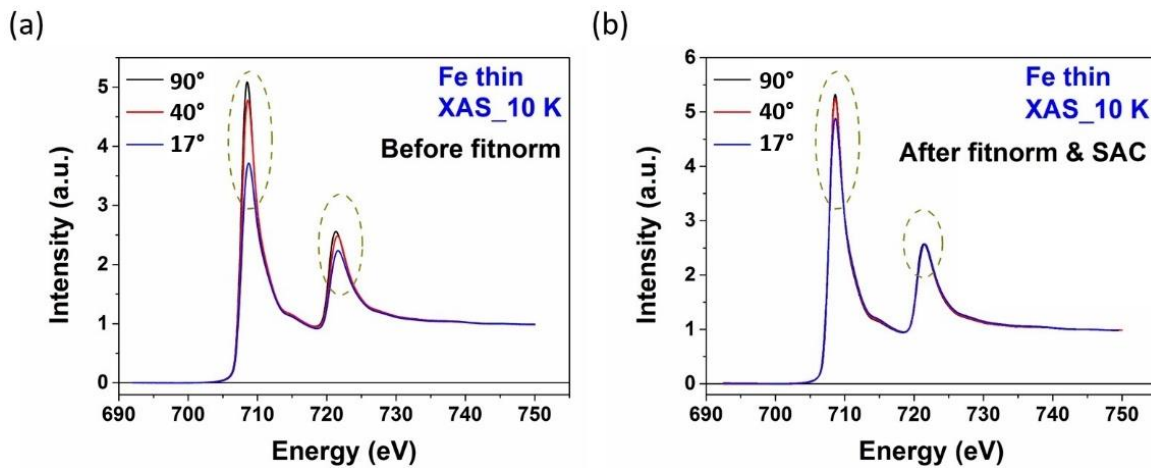 (a)
5
4
3
2
1
0
690 700 710 720 730 740 750
Intensity (a.u.)
Energy (eV)
90°
40°
17°
Fe thin
XAS_10 K
Before fitnorm
(b)
6
5
4
3
2
1
0
690 700 710 720 730 740 750
Intensity (a.u.)
Energy (eV)
90°
40°
17°
Fe thin
XAS_10 K
After fitnorm & SAC